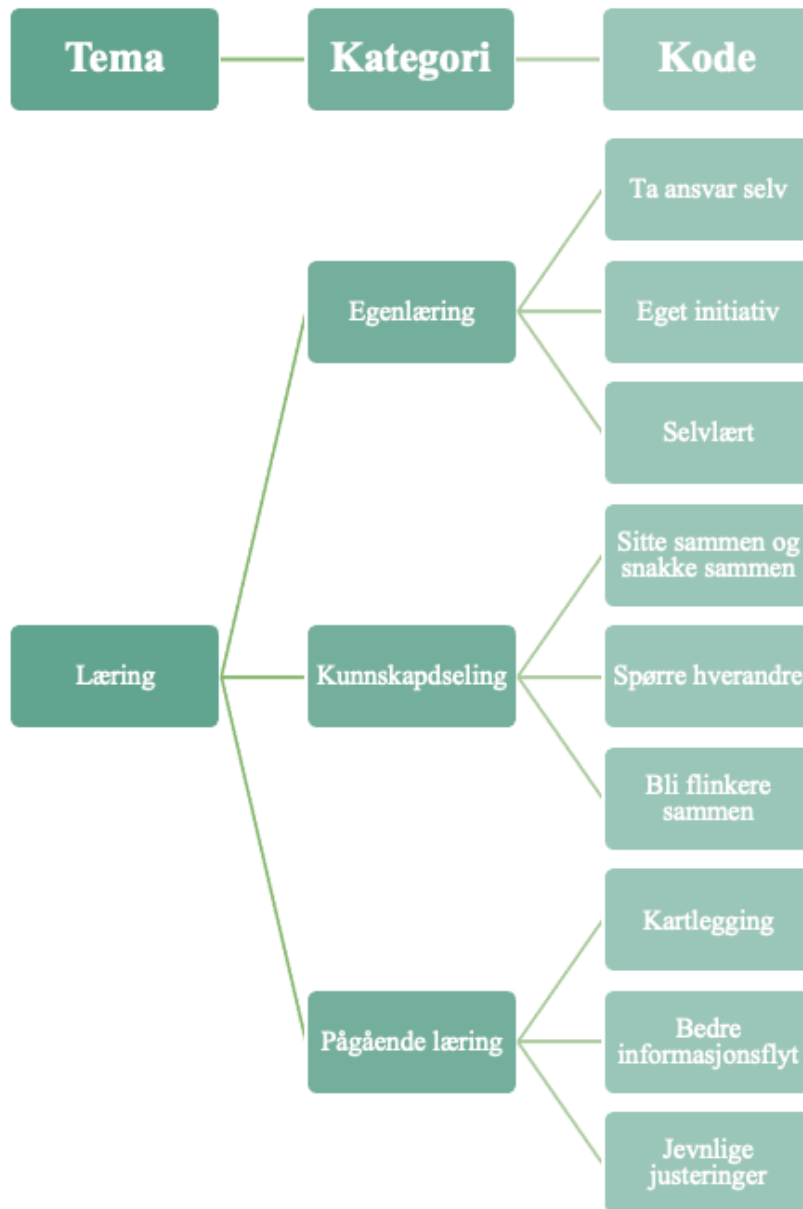 Tema
Kategori
Kode
Ta ansvar selv
Egenlæring
Eget initiativ
Selvlært
Sitte sammen og
snakke sammen
Læring
Kunnskapdseling
Spørre hverandre
Bli flinkere
sammen
Kartlegging
Pågående læring
Bedre
informasjonsflyt
Jevnlige
justeringer